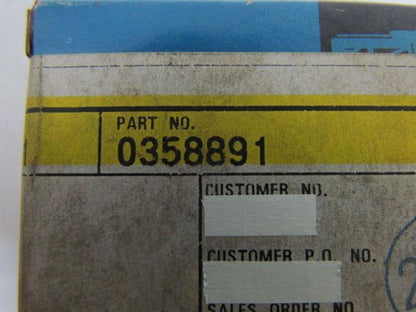 PART NO.
0358891
CUSTOMER NO.
CUSTOMER P.O. NO.
SALES ORDER NO